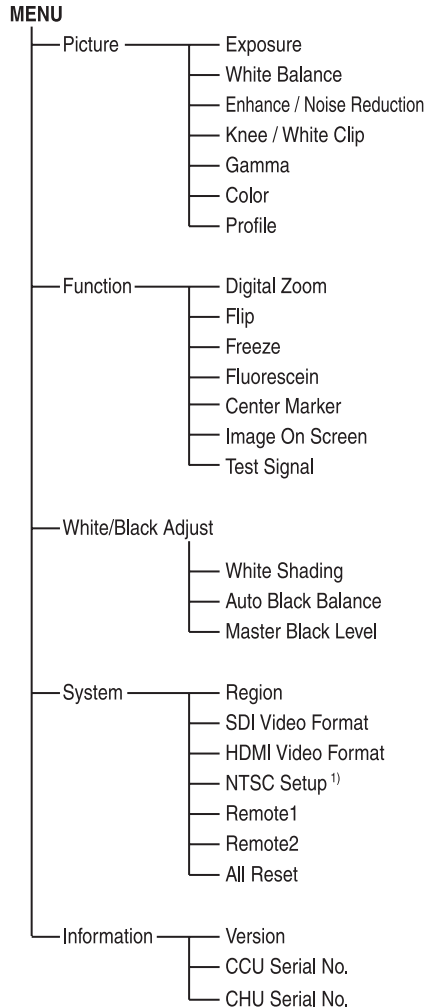 MENU
Picture Exposure
White Balance
Enhance / Noise Reduction
Knee / White Clip
Gamma
Color
Profile
Function Digital Zoom
Flip
Freeze
Fluorescein
Center Marker
Image On Screen
Test Signal
White/Black Adjust
White Shading
Auto Black Balance
Master Black Level
System Region
SDI Video Format
HDMI Video Format
NTSC Setup 1)
Remote1
Remote2
All Reset
Information Version
CCU Serial No.
CHU Serial No.